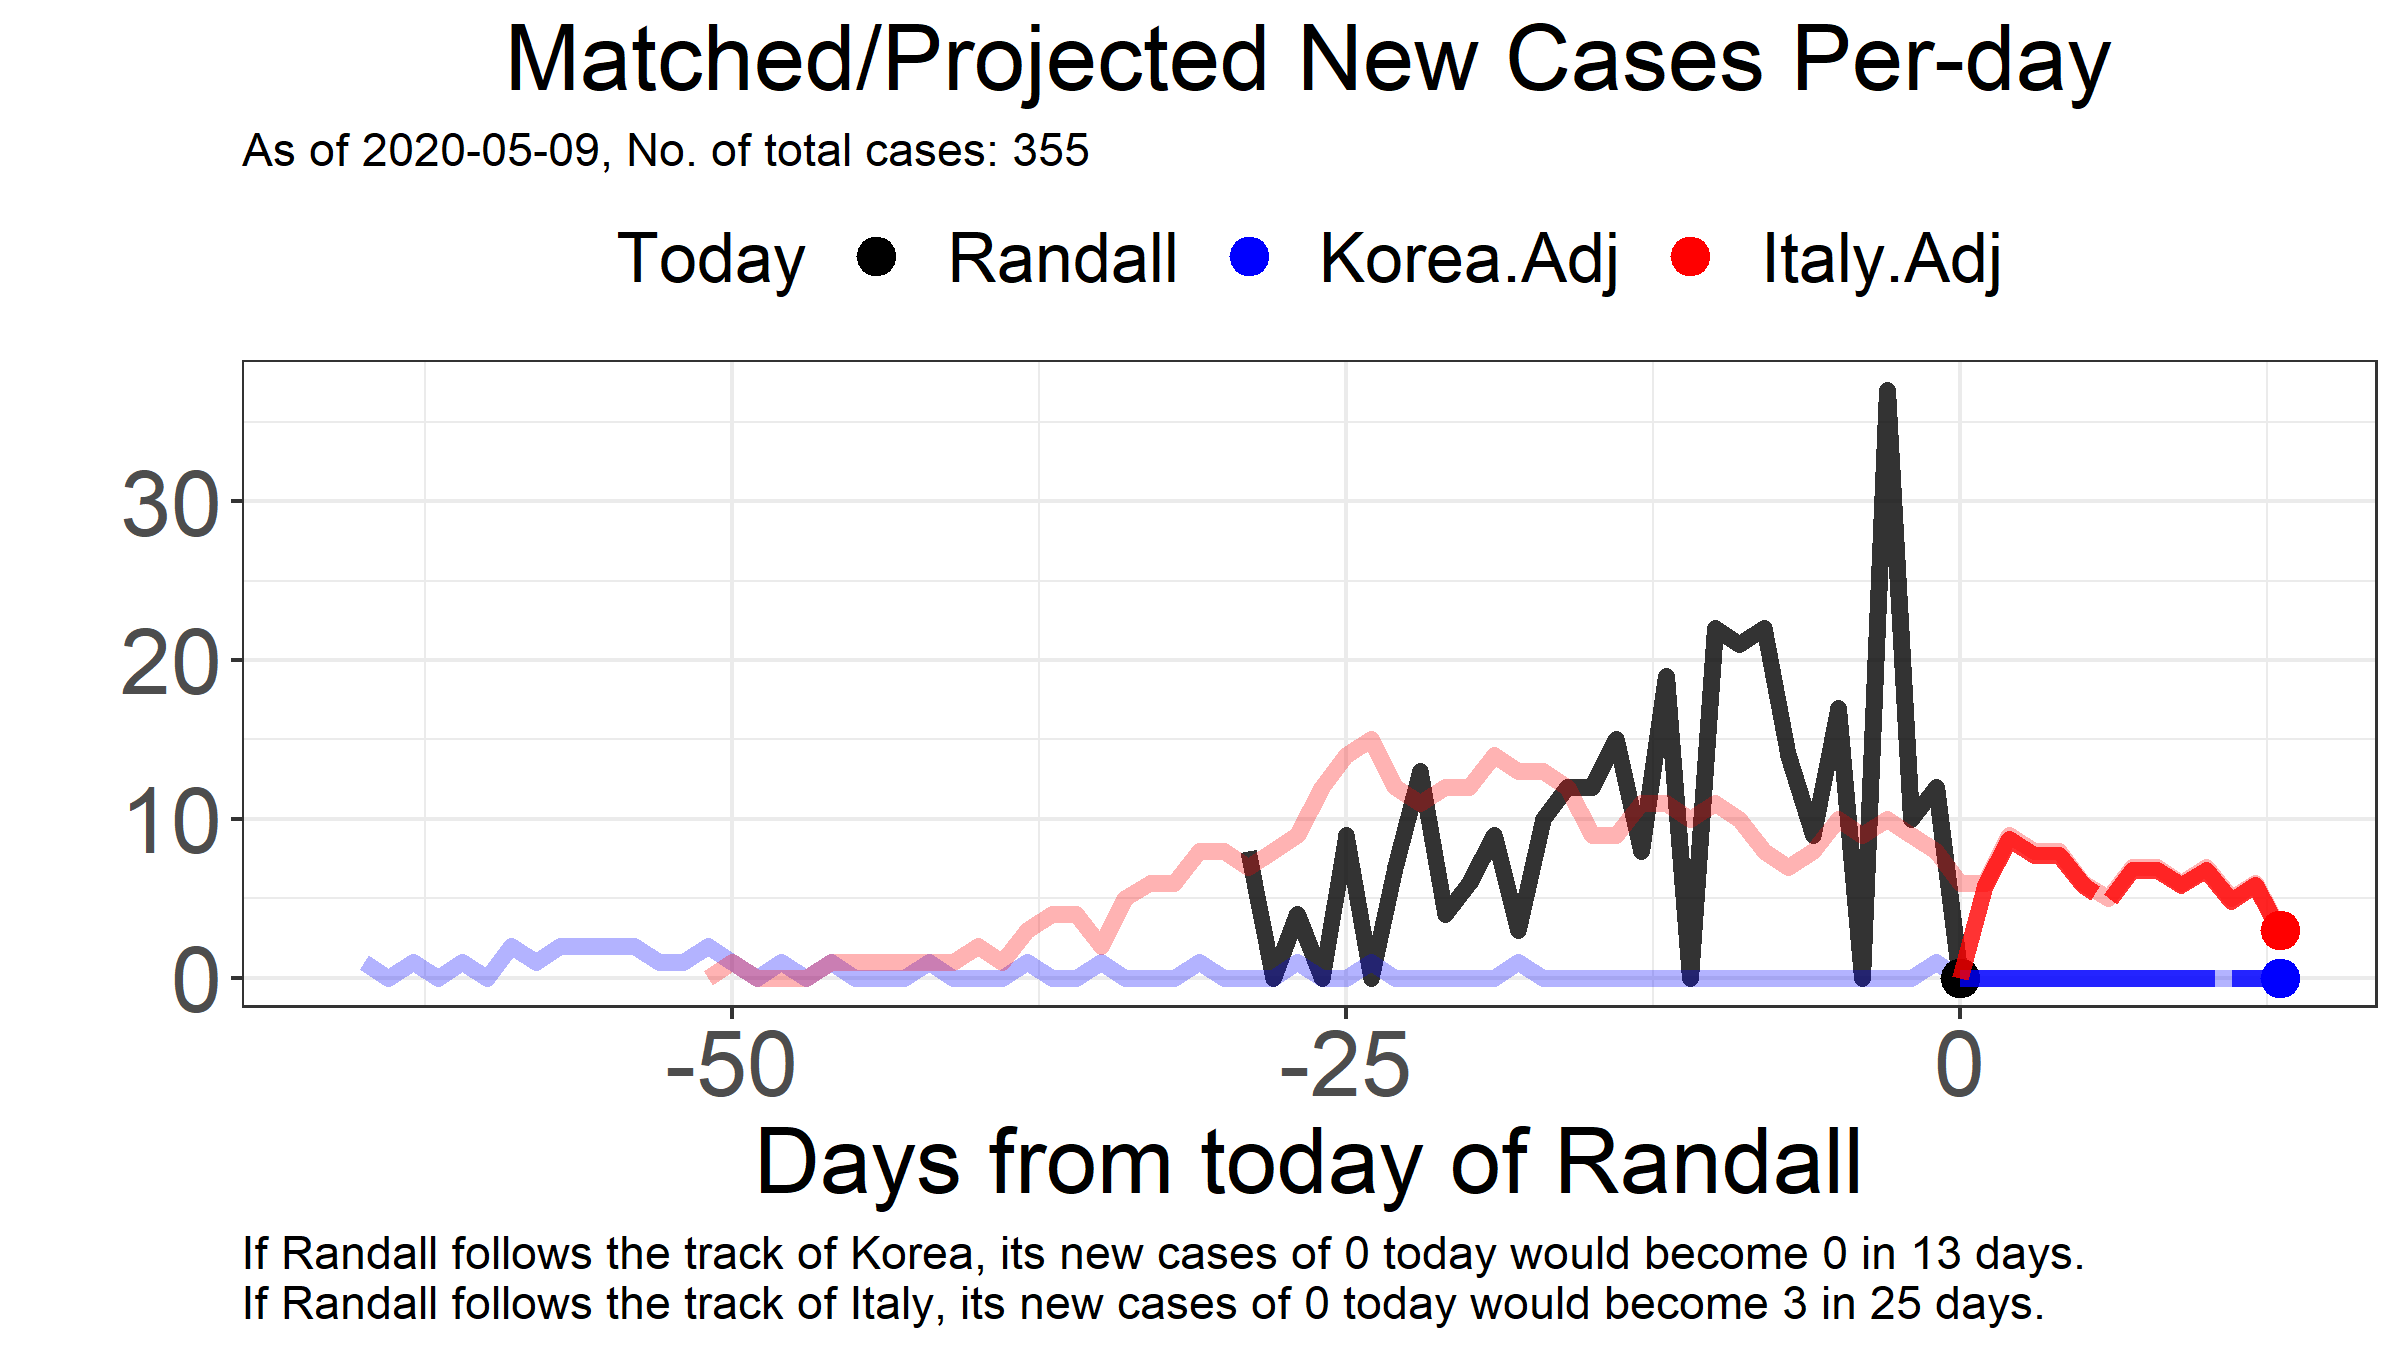 Matched/Projected New Cases Per-day
As of 2020-05-09, No. of total cases: 355
Today Randall Korea.Adj Italy.Adj
30
20
10
0
-50 -25 0
Days from today of Randall
If Randall follows the track of Korea, its new cases of 0 today would become 0 in 13 days.
If Randall follows the track of Italy, its new cases of 0 today would become 3 in 25 days.